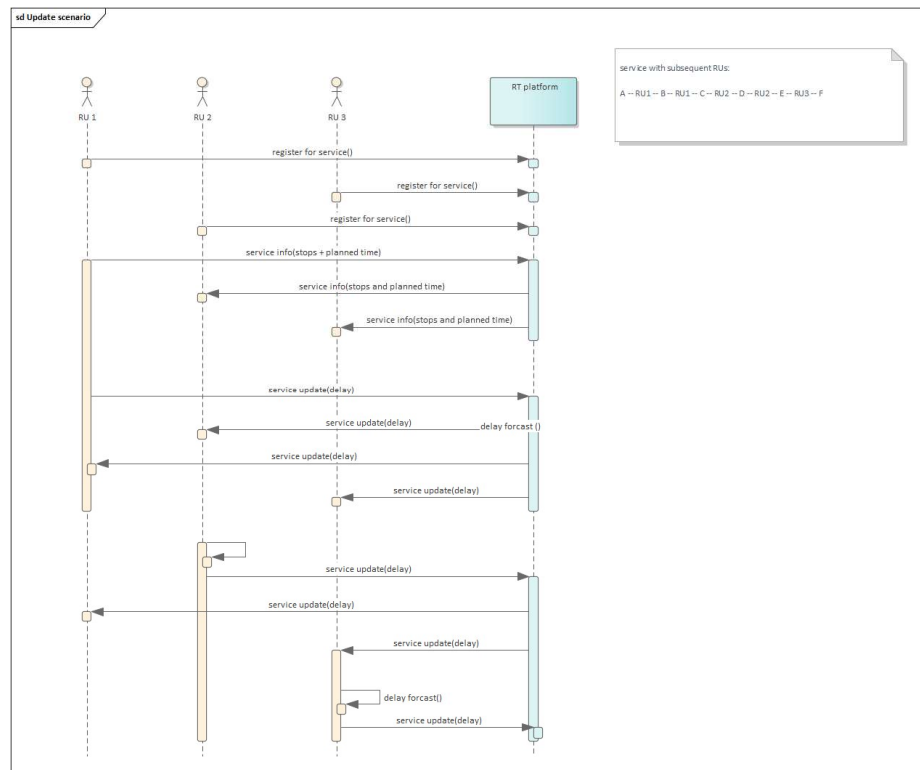 sd Update scenario
service with subsequent RUs:
A -- RU1 -- B -- RU1 -- C -- RU2 -- D -- RU2 -- E -- RU3 -- F
RT platform
RU 1
RU 2
RU 3
register for service()
register for service()
register for service()
service info(stops + planned time)
service info(stops and planned time)
service info(stops and planned time)
service update(delay)
service update(delay)
delay forcast ()
service update(delay)
service update(delay)
service update(delay)
service update(delay)
service update(delay)
delay forcast()
service update(delay)